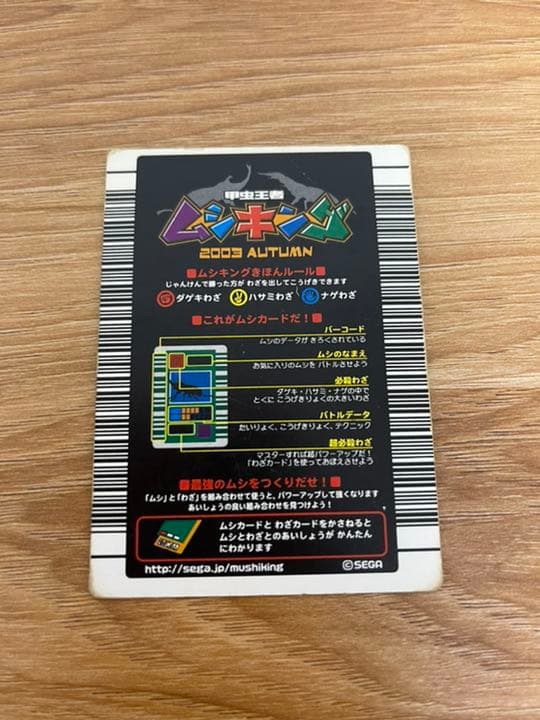 甲虫王者
ムシキング
2003 AUTUMN
■ムシキングきほんルール■
じゃんけんで勝った方が わざを出してこうげきできます
ダゲキわざ ハサミわざ ナゲわざ
■これがムシカードだ！■
バーコード
ムシのデータが きろくされている
ムシのなまえ
お気に入りのムシを バトルさせよう
必殺わざ
ダゲキ・ハサミ・ナゲの中で
とくに こうげきりょくの大きいわざ
バトルデータ
たいりょく、こうげきりょく、テクニック
超必殺わざ
マスターすれば超パワーアップだ！
「わざカード」を使っておぼえさせよう
■最強のムシをつくりだせ！■
「ムシ」と「わざ」を組み合わせて使うと、パワーアップして強くなります
あいしょうの良い組み合わせを見つけよう！
ムシカードと わざカードをかさねると
ムシとわざとのあいしょうが かんたん
にわかります
http://sega.jp/mushiking ©SEGA